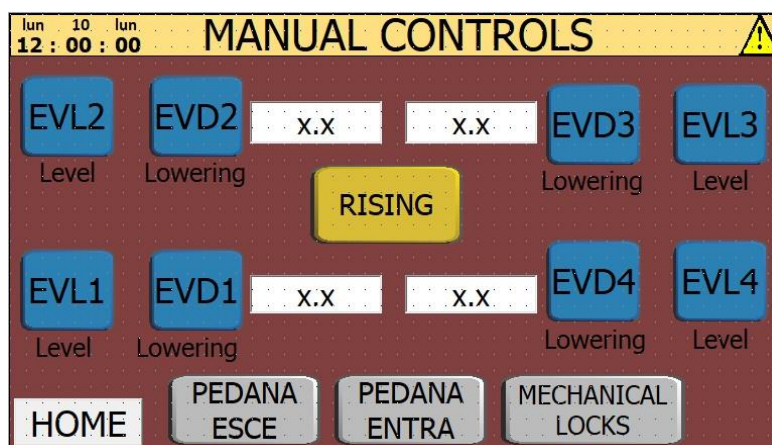 lun 10 lun
12 : 00 : 00
MANUAL CONTROLS
EVL2 EVD2 x.x x.x EVD3 EVL3
Level Lowering Lowering Level
RISING
EVL1 EVD1 x.x x.x EVD4 EVL4
Level Lowering Lowering Level
HOME
PEDANA
ESCE
PEDANA
ENTRA
MECHANICAL
LOCKS